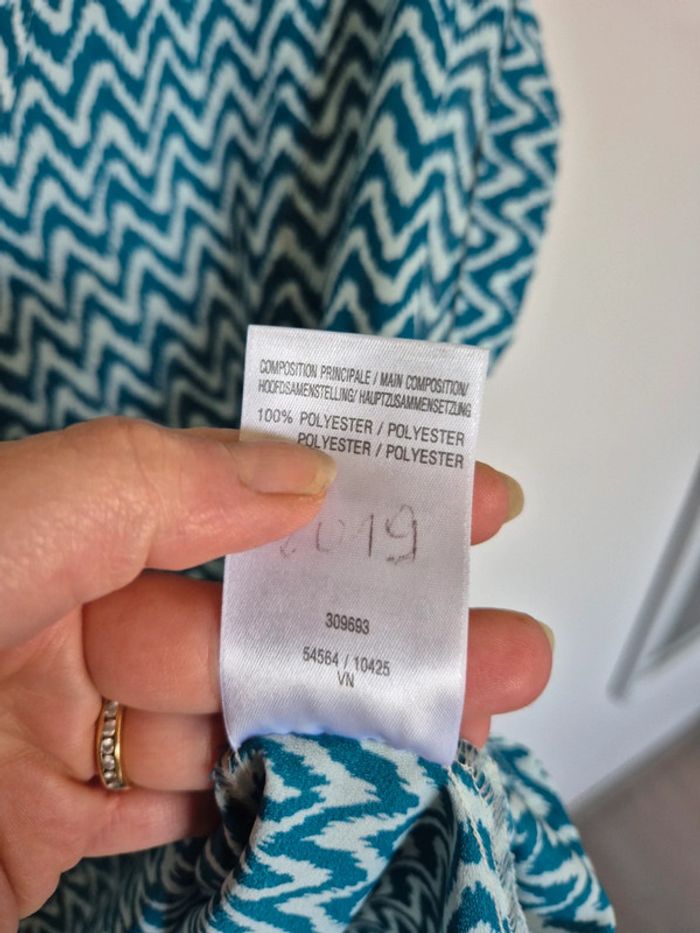 COMPOSITION PRINCIPALE / MAIN COMPOSITION/
HOOFDSAMENSTELLING/ HAUPTZUSAMMENSETZUNG
100% POLYESTER / POLYESTER
POLYESTER / POLYESTER
2019
309693
54564 / 10425
VN